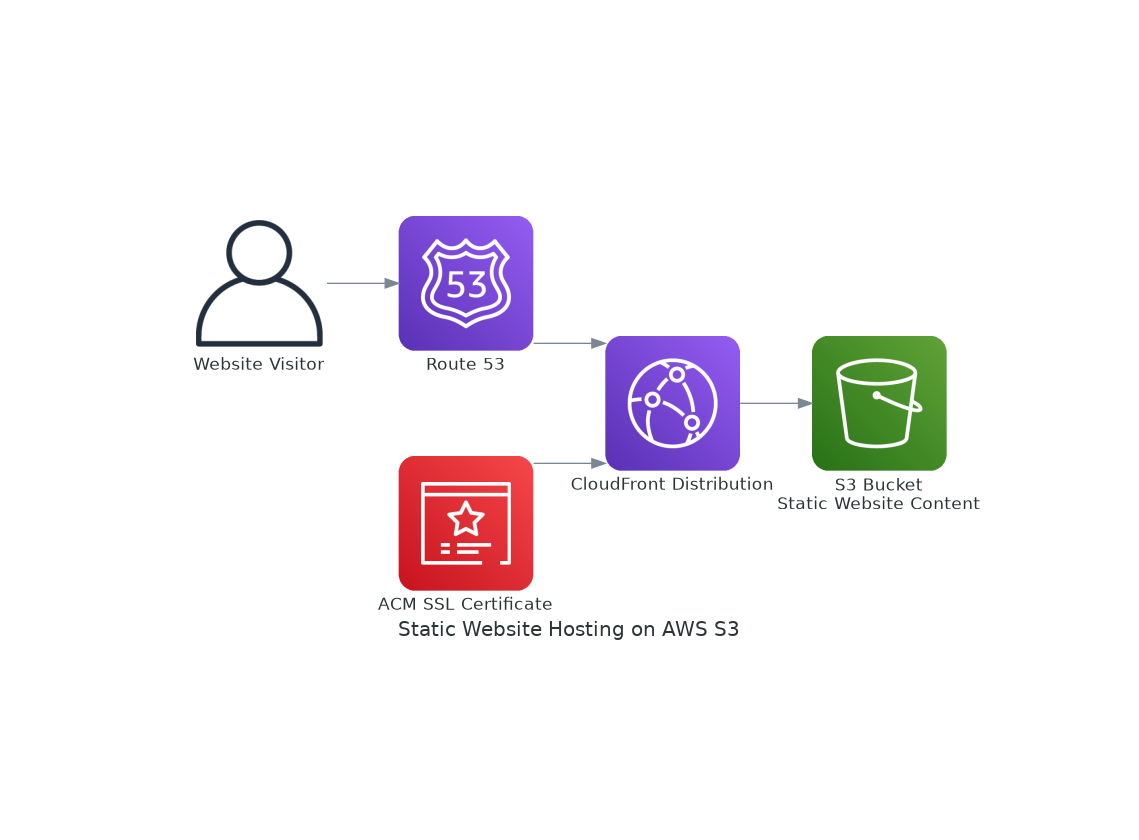 53
Website Visitor
Route 53
CloudFront Distribution
S3 Bucket
Static Website Content
ACM SSL Certificate
Static Website Hosting on AWS S3